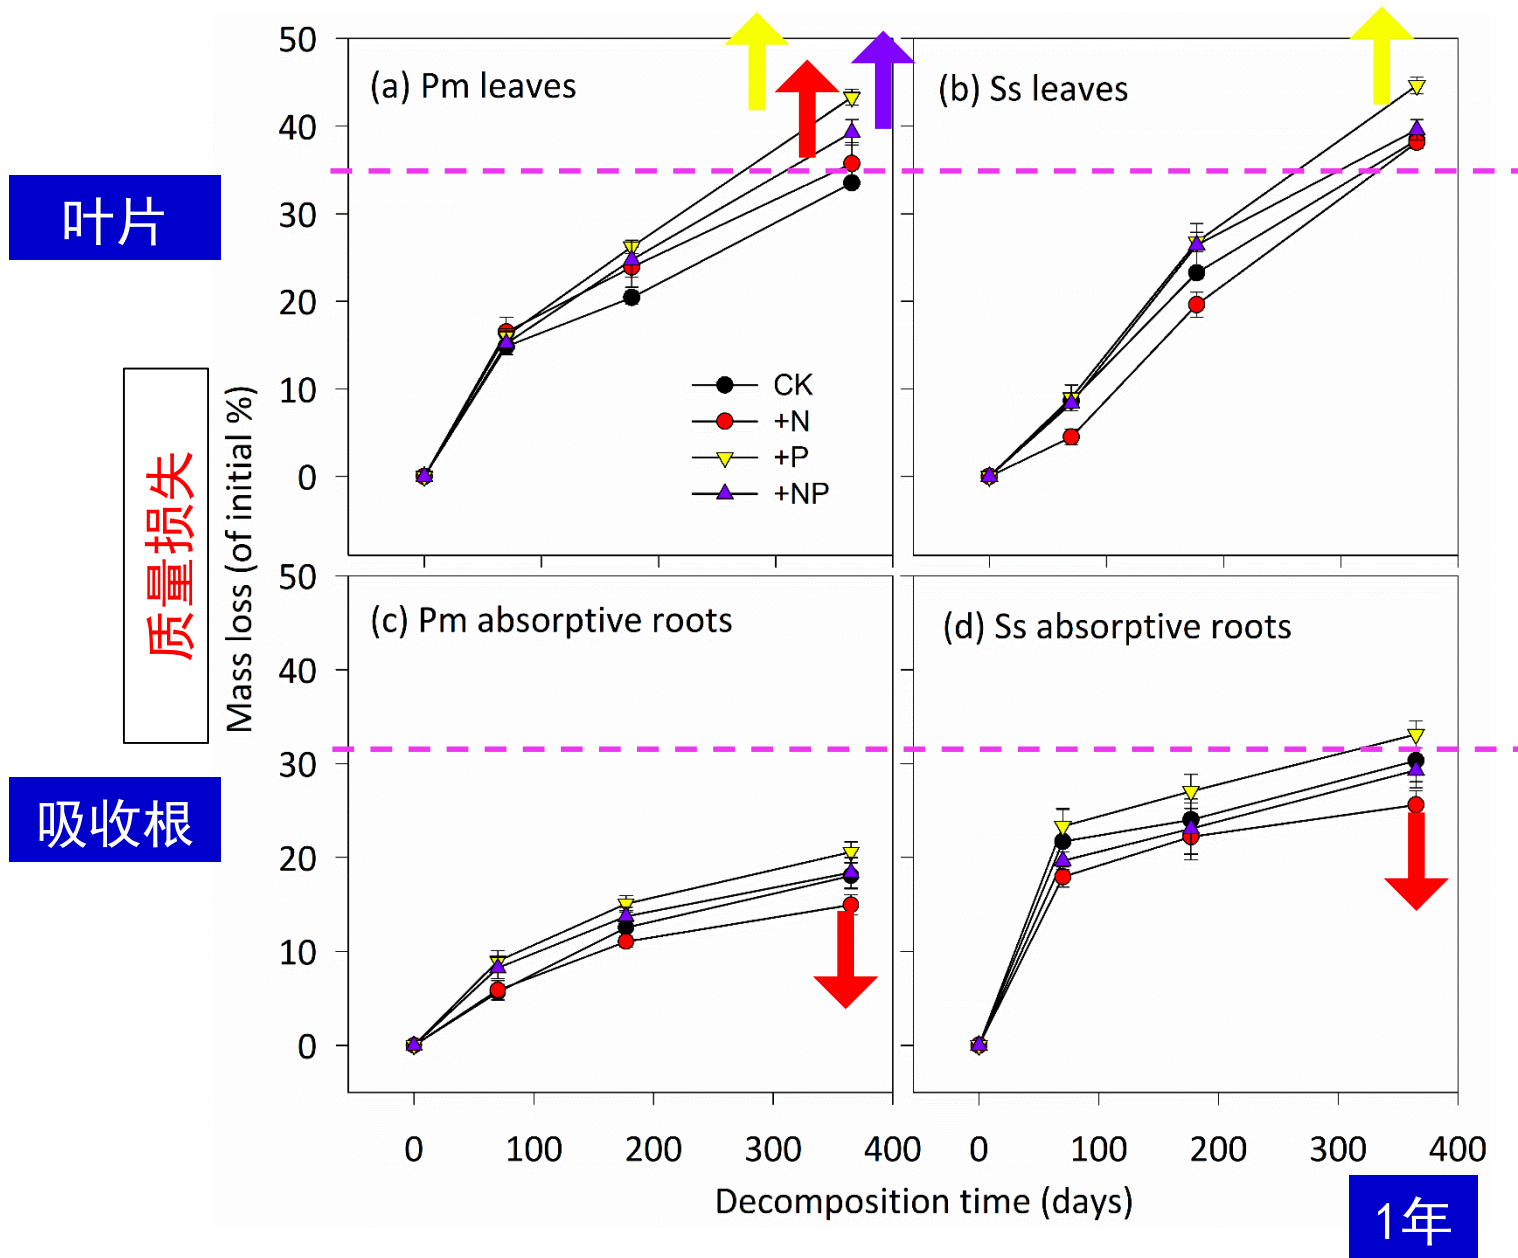 50
40
30
20
10
0
(a) Pm leaves
(b) Ss leaves
CK
+N
+P
+NP
叶片
质量损失
Mass loss (of initial %)
吸收根
50
40
30
20
10
0
(c) Pm absorptive roots
(d) Ss absorptive roots
0 100 200 300 400 0 100 200 300 400
Decomposition time (days)
1年